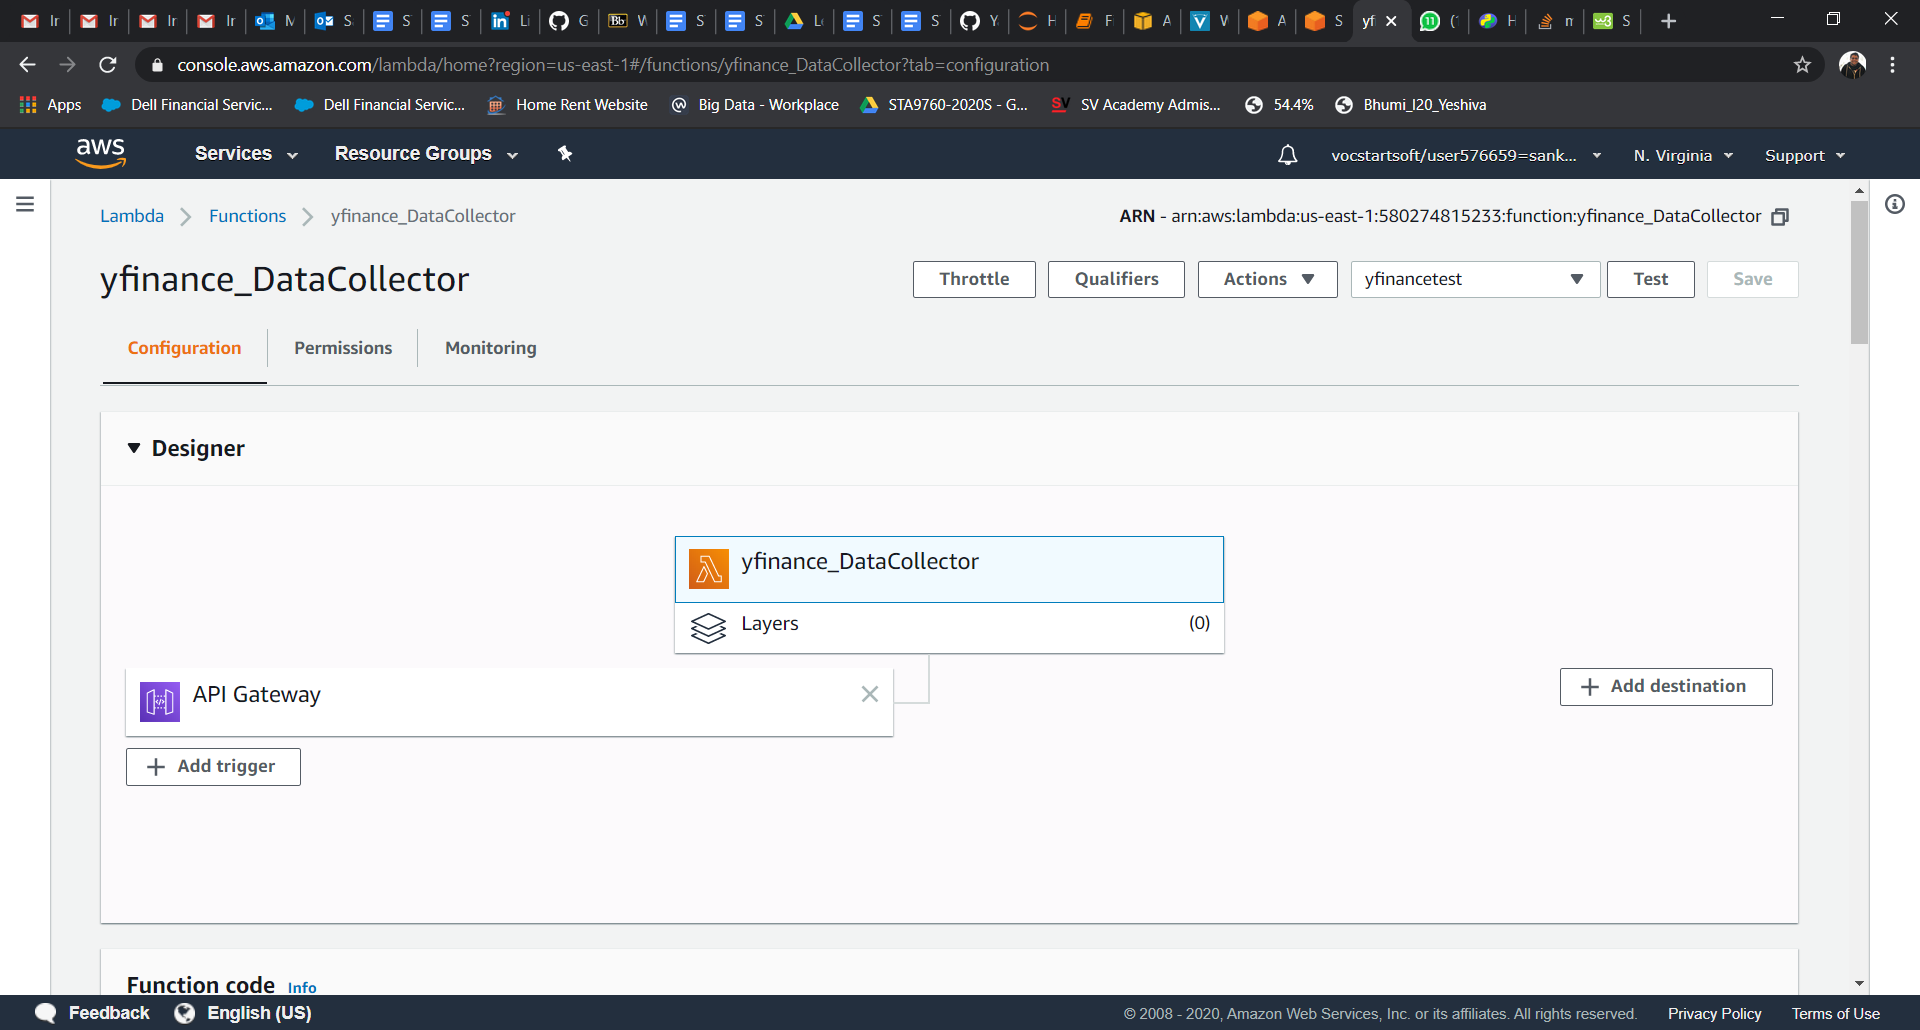 Ir Ir Ir Ir M S S S Li G Bb W S S Lo S S Y H F A V W A S yf 11 ( H n w3 S
console.aws.amazon.com/lambda/home?region=us-east-1#/functions/yfinance_DataCollector?tab=configuration
Apps Dell Financial Servic... Dell Financial Servic... Home Rent Website Big Data - Workplace STA9760-2020S - G... SV SV Academy Admis... 54.4% Bhumi_I20_Yeshiva
aws Services Resource Groups vocstartsoft/user576659=sank... N. Virginia Support
Lambda Functions yfinance_DataCollector ARN - arn:aws:lambda:us-east-1:580274815233:function:yfinance_DataCollector
yfinance_DataCollector Throttle Qualifiers Actions yfinancetest Test Save
Configuration Permissions Monitoring
Designer
yfinance_DataCollector
Layers (0)
API Gateway
Add destination
Add trigger
Function code Info
Feedback English (US) © 2008 - 2020, Amazon Web Services, Inc. or its affiliates. All rights reserved. Privacy Policy Terms of Use